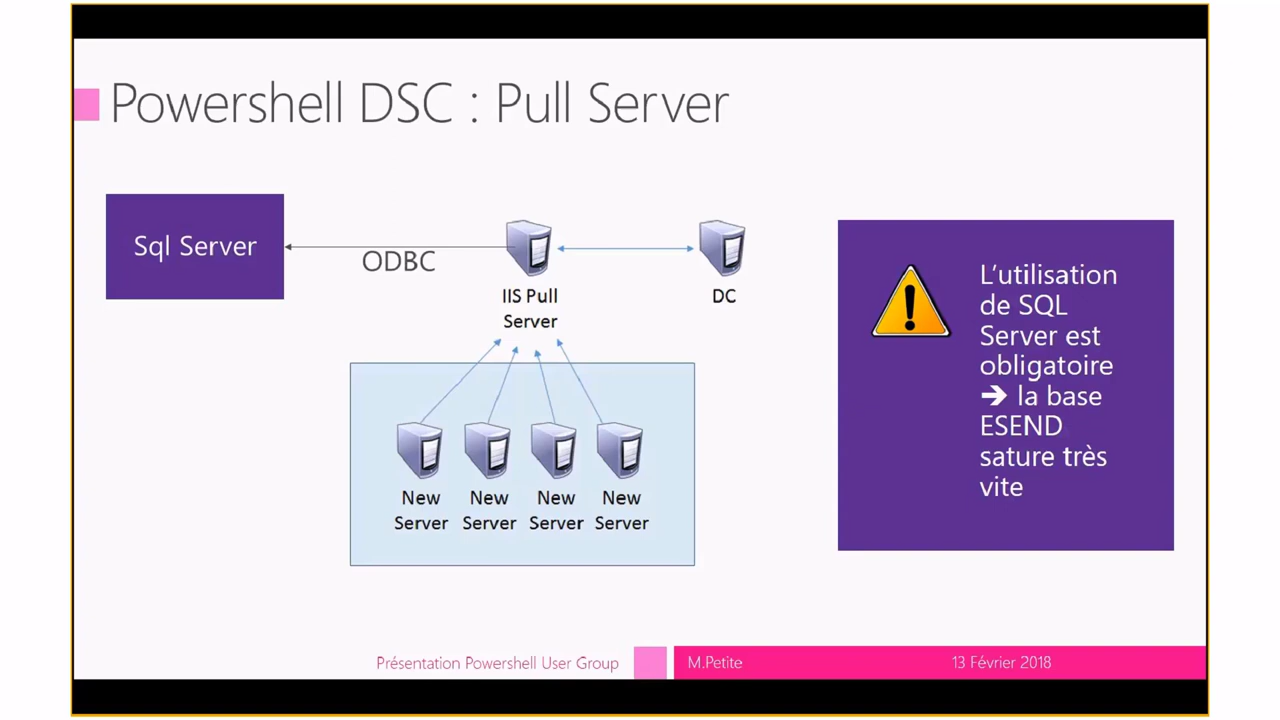 Powershell DSC : Pull Server
Sql Server
ODBC
IIS Pull
Server
DC
New
Server
New
Server
New
Server
New
Server
L'utilisation
de SQL
Server est
obligatoire
➔ la base
ESEND
sature très
vite
Présentation Powershell User Group
M.Petite
13 Février 2018